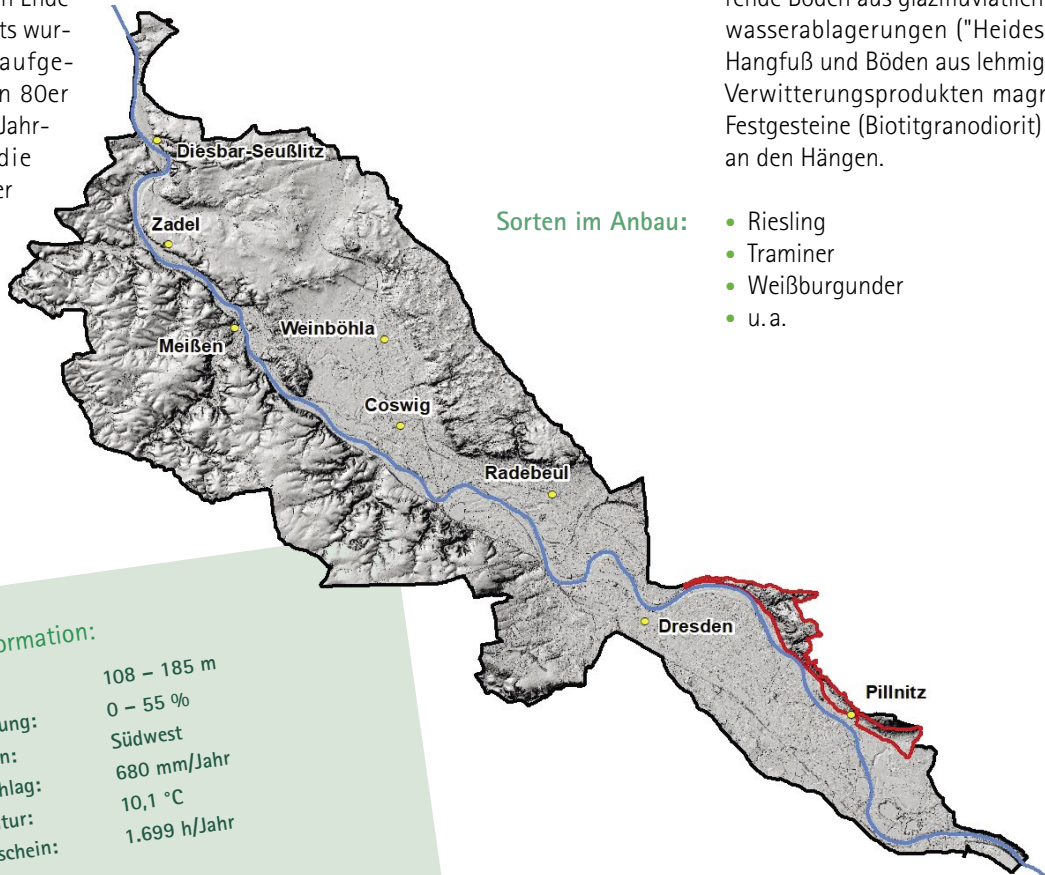 Ende
ts wur-
aufge-
n 80er
Jahr-
die
er
rende Böden aus glazifluviatilen
wasserablagerungen ("Heides
Hangfuß und Böden aus lehmig
Verwitterungsprodukten magr
Festgesteine (Biotitgranodiorit)
an den Hängen.
Sorten im Anbau:
• Riesling
• Traminer
• Weißburgunder
• u. a.
Diesbar-Seußlitz
Zadel
Weinböhla
Meißen
Coswig
Radebeul
Dresden
Pillnitz
ormation:
108 – 185 m
ung: 0 – 55 %
n: Südwest
hlag: 680 mm/Jahr
tur: 10,1 °C
schein: 1.699 h/Jahr